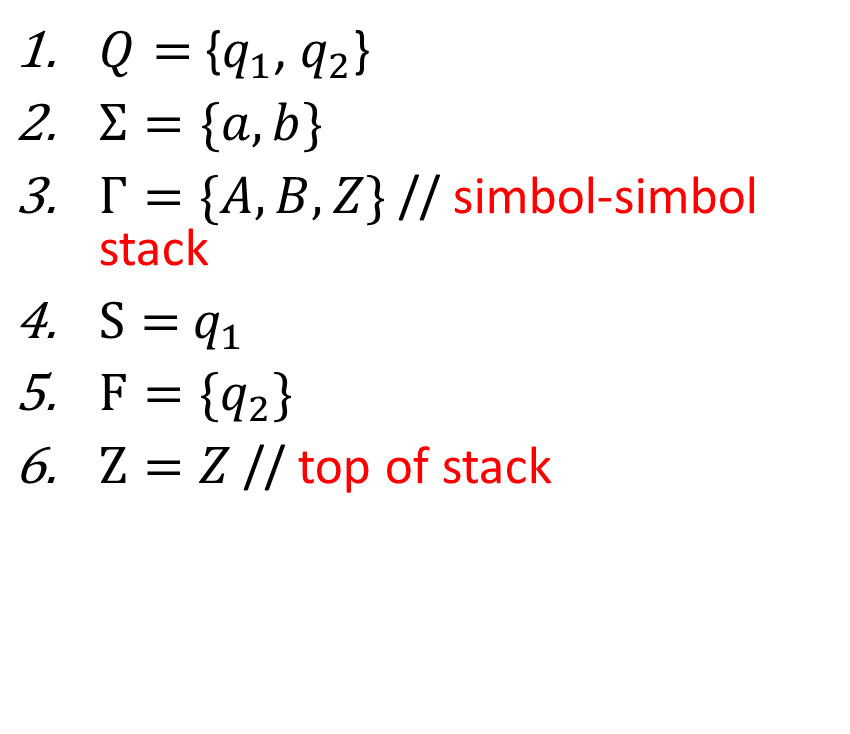 1. Q = {q₁, q₂}
2. Σ = {a, b}
3. Γ = {A, B, Z} // simbol-simbol
stack
4. S = q₁
5. F = {q₂}
6. Z = Z // top of stack